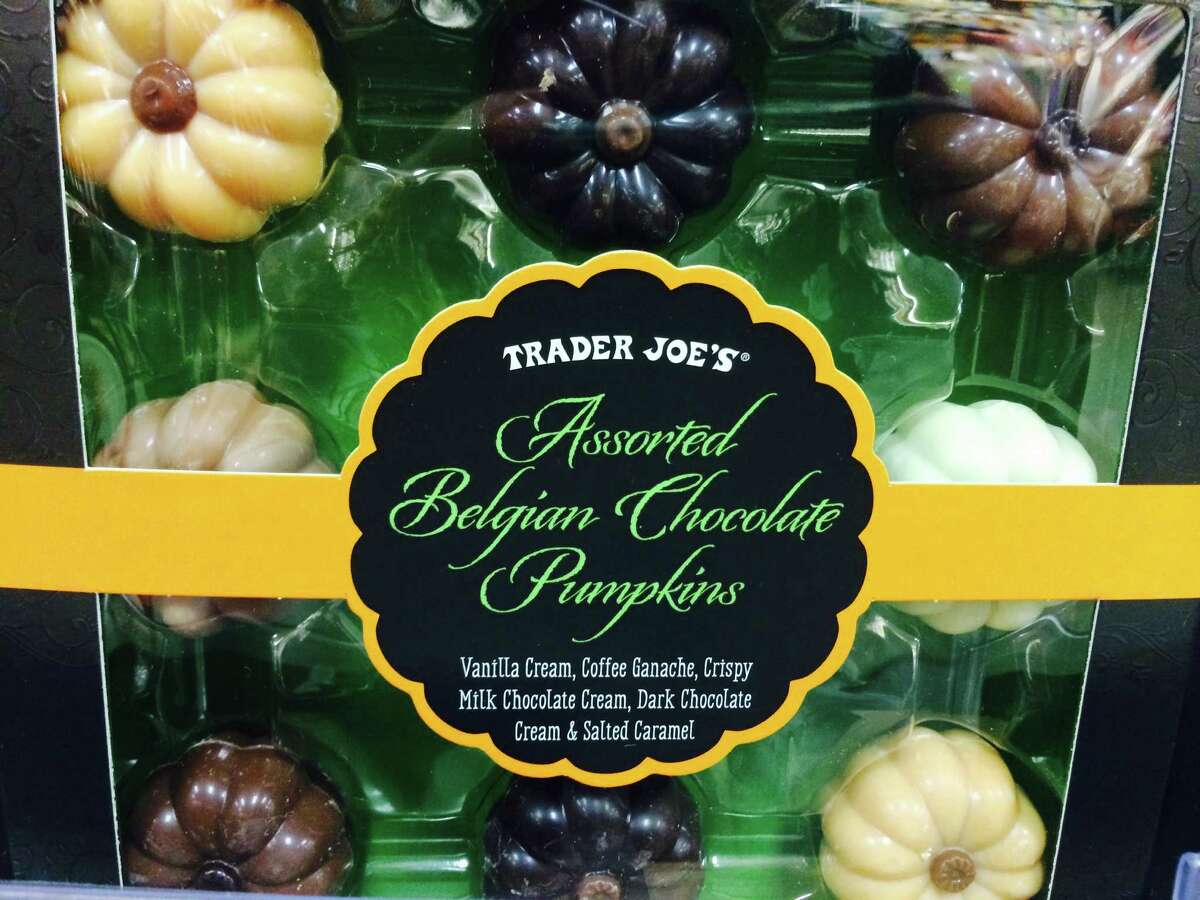 TRADER JOE'S®
Assorted
Belgian Chocolate
Pumpkins
Vanilla Cream, Coffee Ganache, Crispy
Milk Chocolate Cream, Dark Chocolate
Cream & Salted Caramel